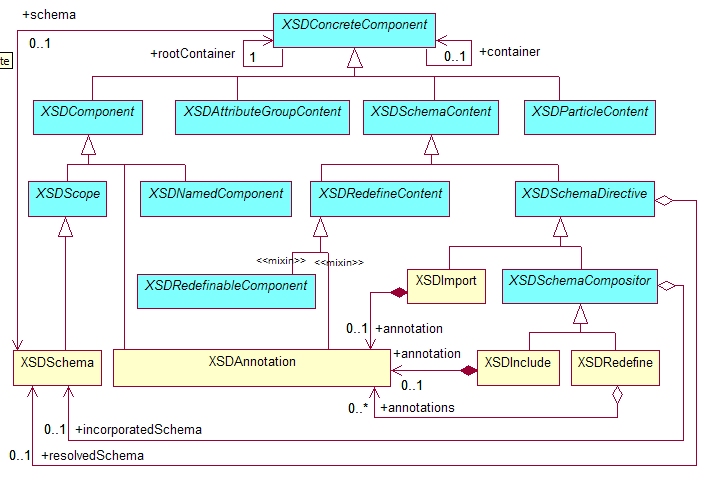 +schema
XSDConcreteComponent
0..1
+rootContainer
1
0..1
+container
te
XSDComponent
XSDAttributeGroupContent
XSDSchemaContent
XSDParticleContent
XSDScope
XSDNamedComponent
XSDRedefineContent
XSDSchemaDirective
<<mixin>>
<<mixin>>
XSDRedefinableComponent
XSDImport
XSDSchemaCompositor
0..1
+annotation
XSDSchema
XSDAnnotation
+annotation
0..1
XSDInclude
XSDRedefine
0..*
+annotations
0..1
+incorporatedSchema
0..1
+resolvedSchema